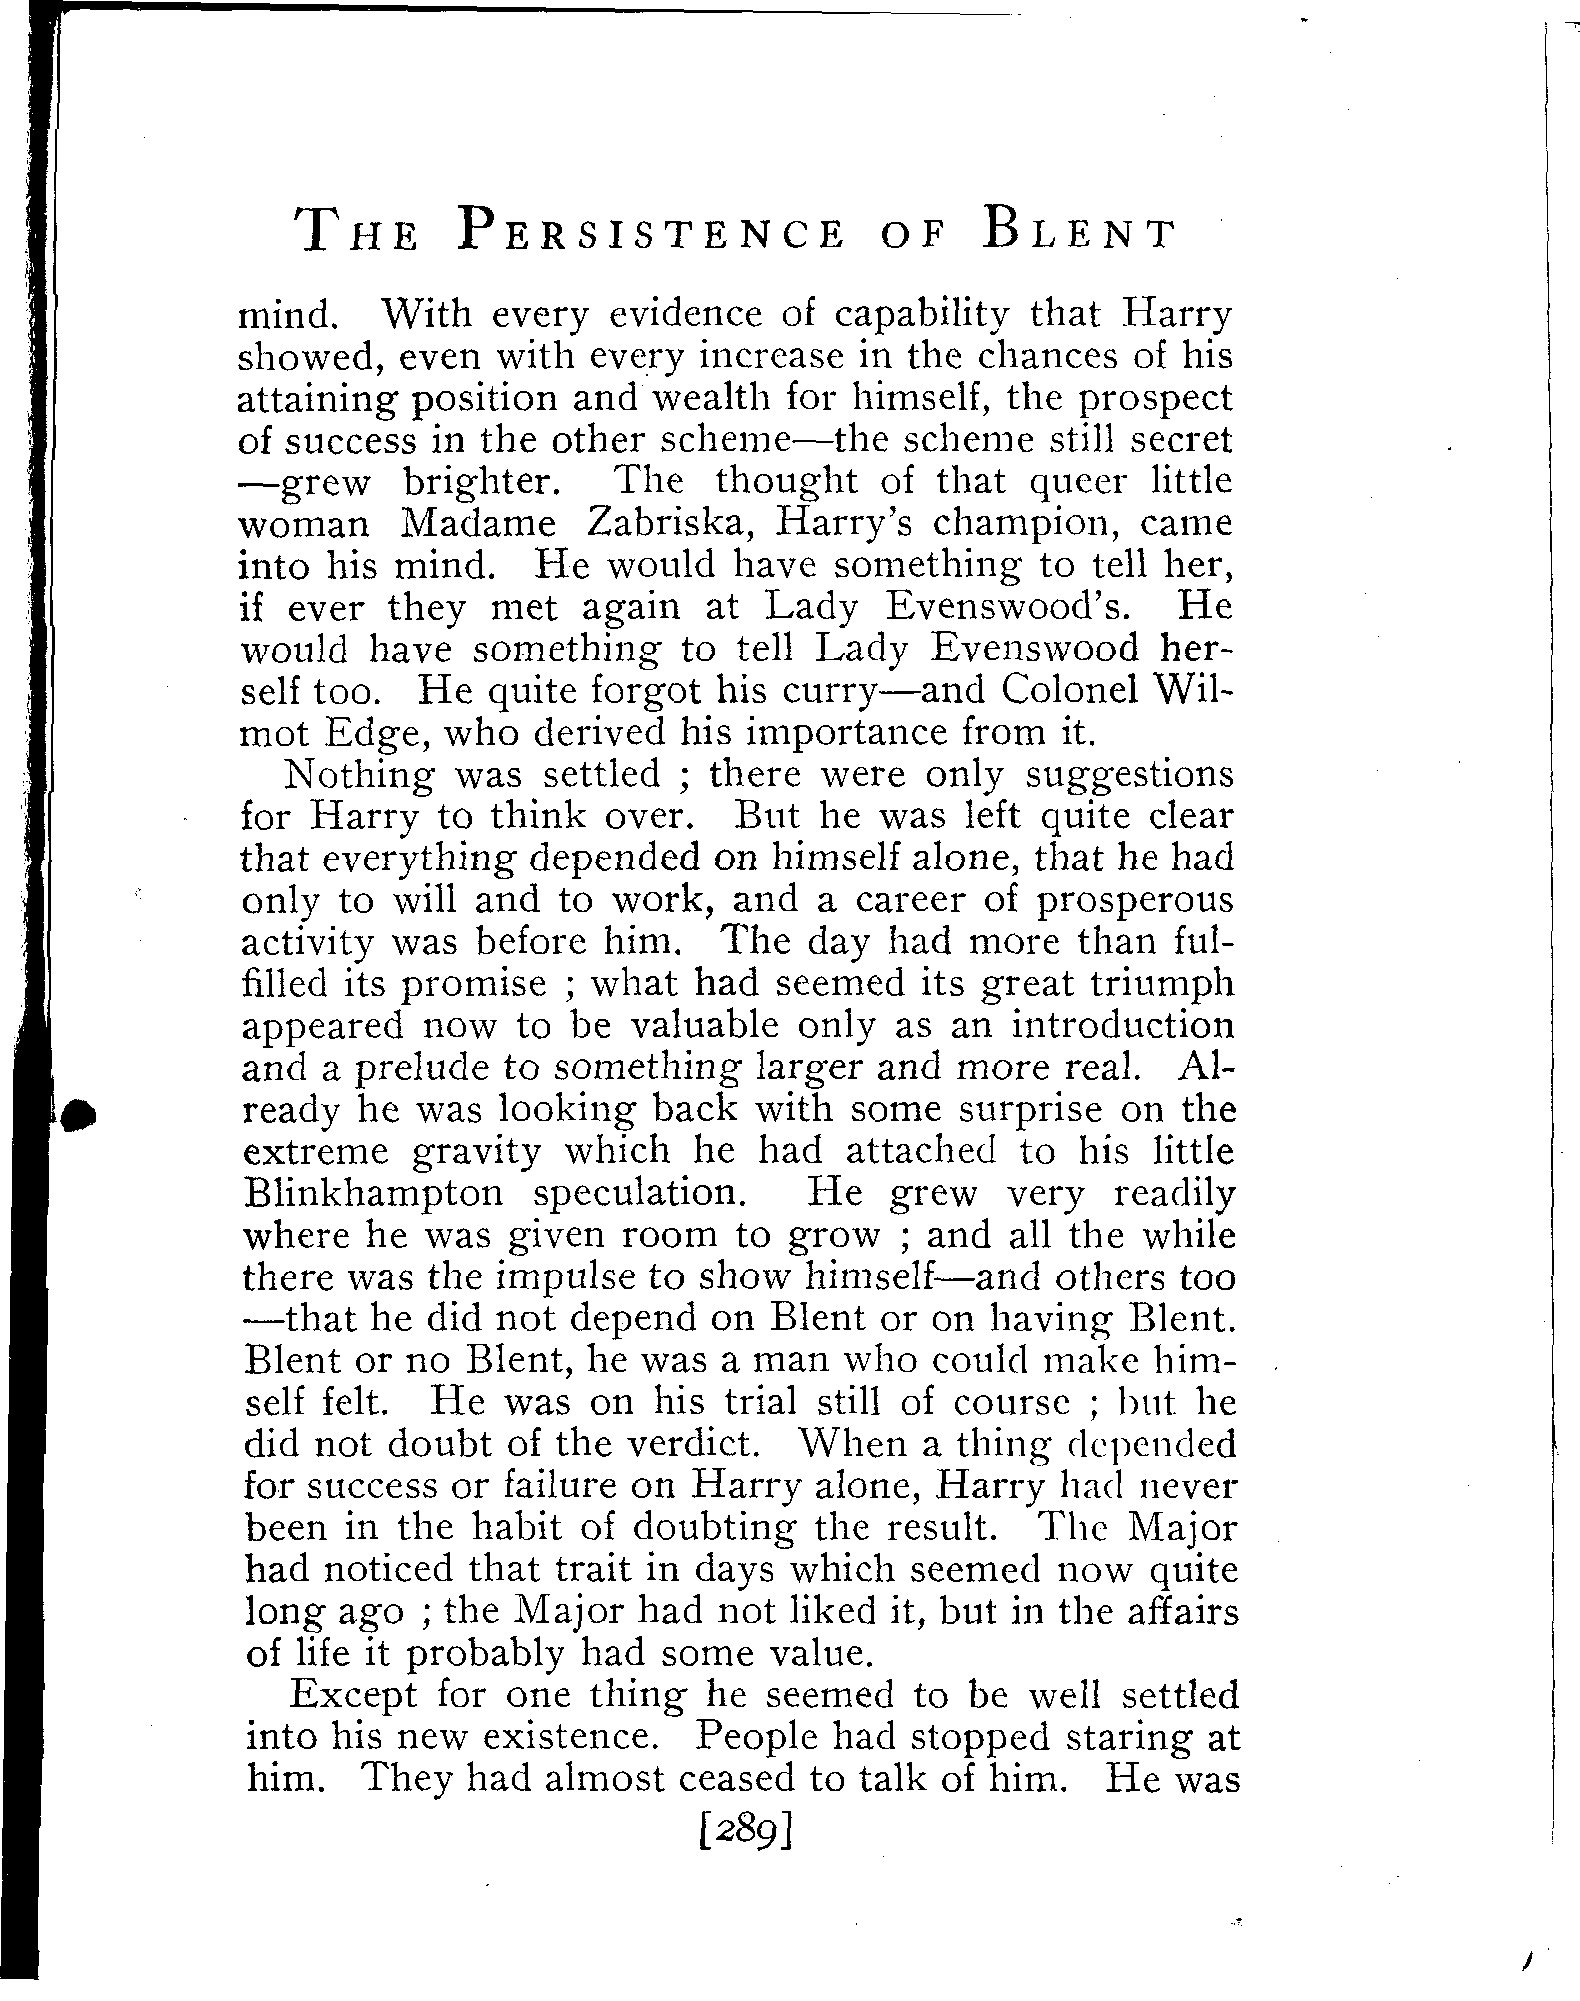 THE PERSISTENCE OF BLENT
mind. With every evidence of capability that Harry
showed, even with every increase in the chances of his
attaining position and wealth for himself, the prospect
of success in the other scheme—the scheme still secret
—grew brighter. The thought of that queer little
woman Madame Zabriska, Harry's champion, came
into his mind. He would have something to tell her,
if ever they met again at Lady Evenswood's. He
would have something to tell Lady Evenswood her-
self too. He quite forgot his curry—and Colonel Wil-
mot Edge, who derived his importance from it.
Nothing was settled ; there were only suggestions
for Harry to think over. But he was left quite clear
that everything depended on himself alone, that he had
only to will and to work, and a career of prosperous
activity was before him. The day had more than ful-
filled its promise ; what had seemed its great triumph
appeared now to be valuable only as an introduction
and a prelude to something larger and more real. Al-
ready he was looking back with some surprise on the
extreme gravity which he had attached to his little
Blinkhampton speculation. He grew very readily
where he was given room to grow ; and all the while
there was the impulse to show himself—and others too
—that he did not depend on Blent or on having Blent.
Blent or no Blent, he was a man who could make him-
self felt. He was on his trial still of course ; but he
did not doubt of the verdict. When a thing depended
for success or failure on Harry alone, Harry had never
been in the habit of doubting the result. The Major
had noticed that trait in days which seemed now quite
long ago ; the Major had not liked it, but in the affairs
of life it probably had some value.
Except for one thing he seemed to be well settled
into his new existence. People had stopped staring at
him. They had almost ceased to talk of him. He was
[289]